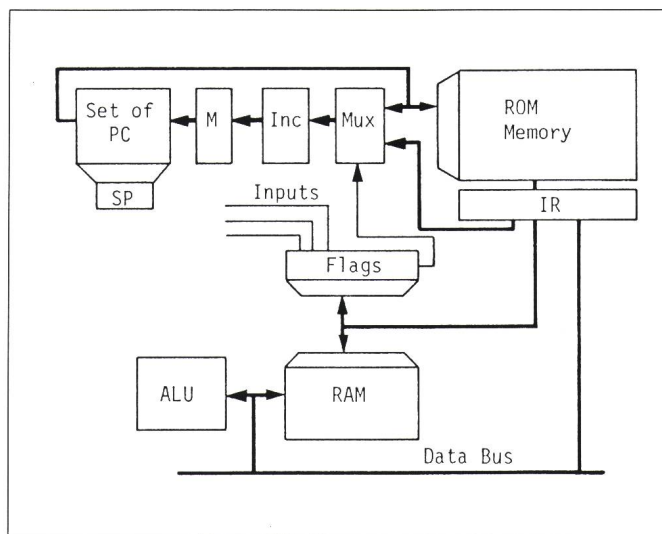 Set of
PC
M
Inc
Mux
ROM
Memory
SP
IR
Inputs
Flags
ALU
RAM
Data Bus